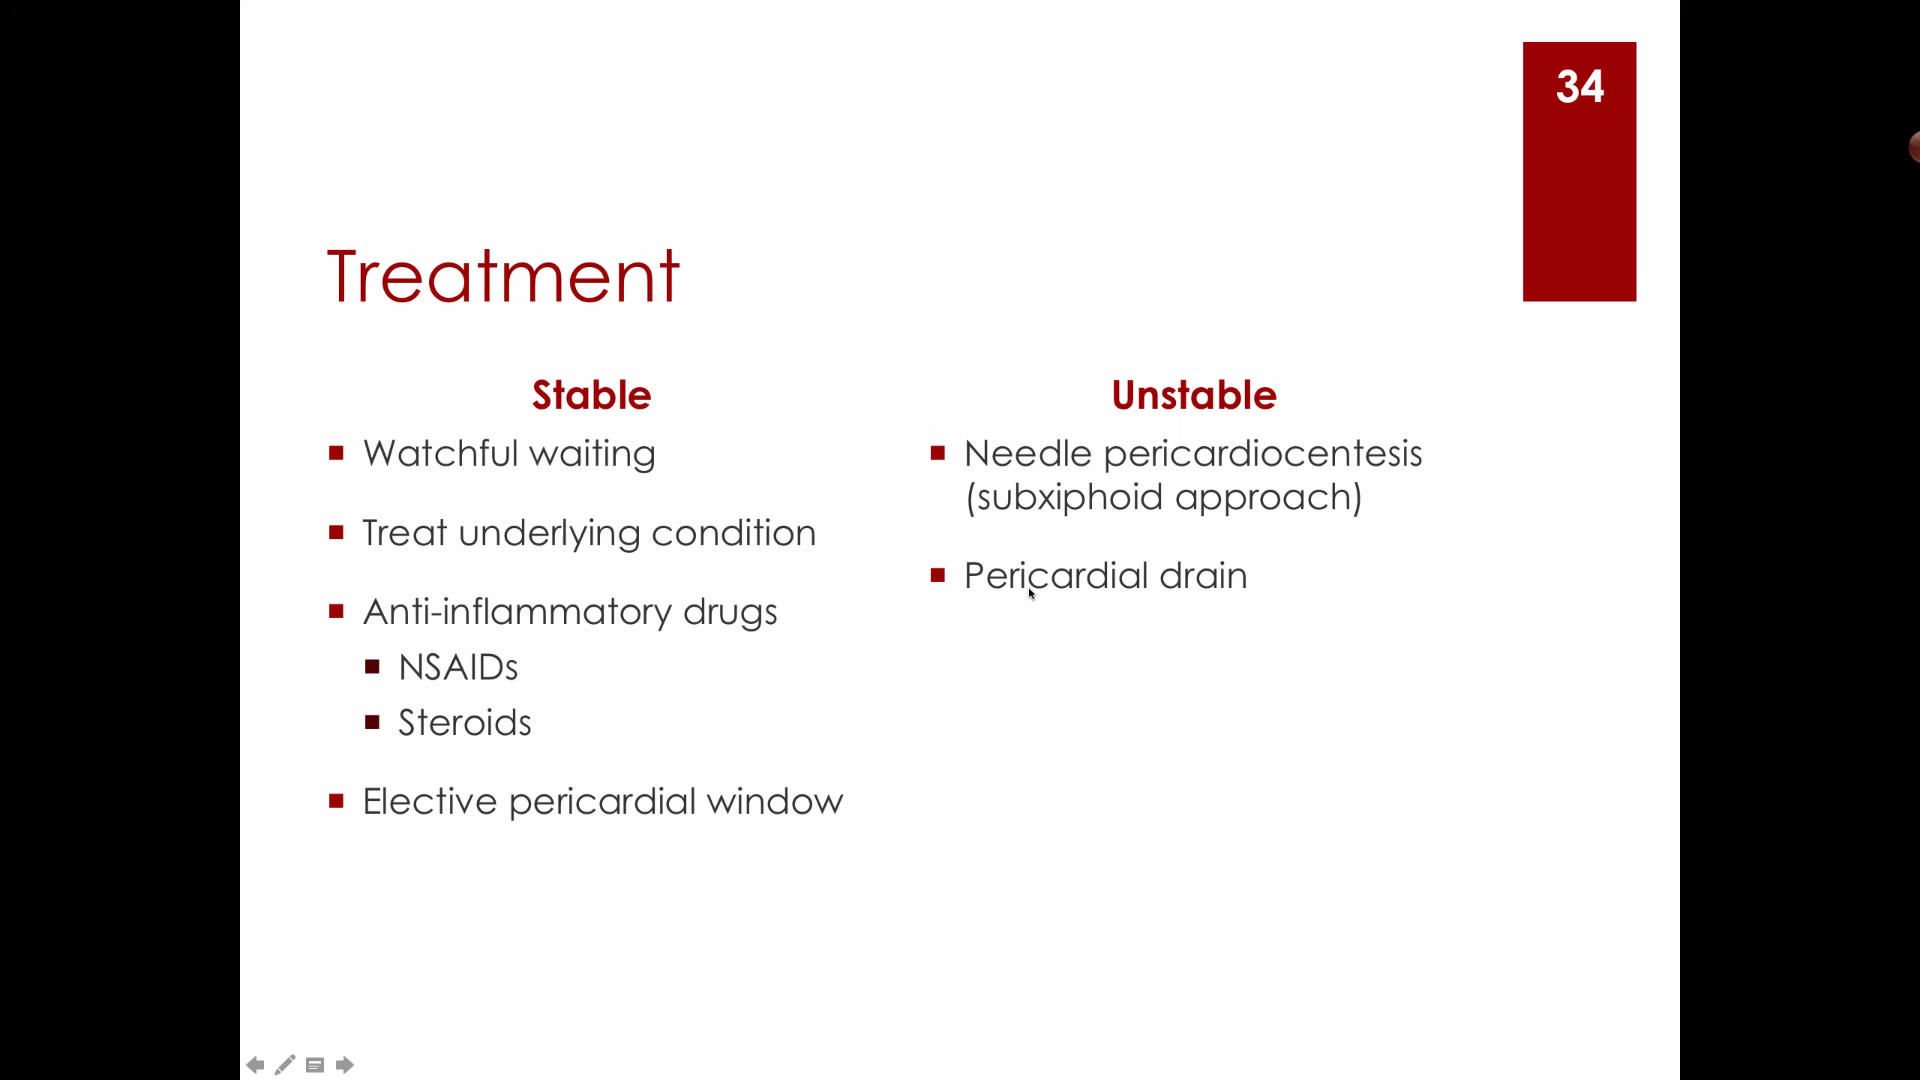 34
Treatment
Stable
Watchful waiting
Treat underlying condition
Anti-inflammatory drugs
NSAIDs
Steroids
Elective pericardial window
Unstable
Needle pericardiocentesis
(subxiphoid approach)
Pericardial drain